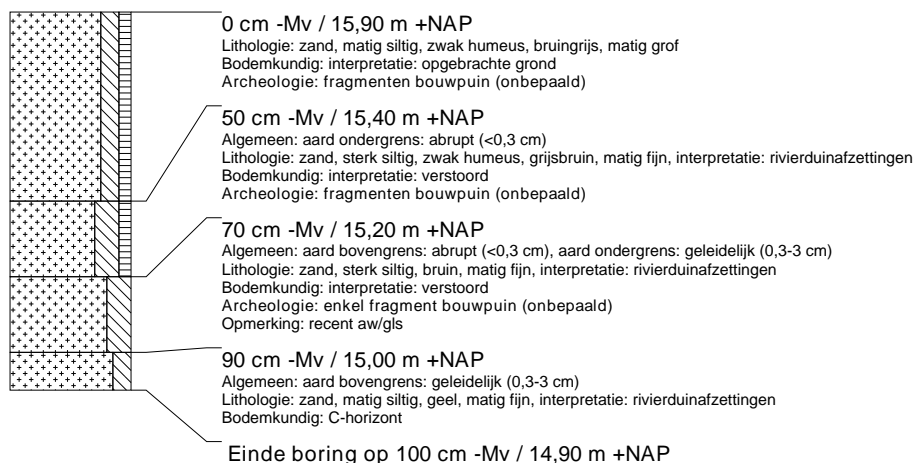 0 cm -Mv / 15,90 m +NAP
Lithologie: zand, matig siltig, zwak humeus, bruingrijs, matig grof
Bodemkundig: interpretatie: opgebrachte grond
Archeologie: fragmenten bouwpuin (onbepaald)
50 cm -Mv / 15,40 m +NAP
Algemeen: aard ondergrens: abrupt (<0,3 cm)
Lithologie: zand, sterk siltig, zwak humeus, grijsbruin, matig fijn, interpretatie: rivierduinafzettingen
Bodemkundig: interpretatie: verstoord
Archeologie: fragmenten bouwpuin (onbepaald)
70 cm -Mv / 15,20 m +NAP
Algemeen: aard bovengrens: abrupt (<0,3 cm), aard ondergrens: geleidelijk (0,3-3 cm)
Lithologie: zand, sterk siltig, bruin, matig fijn, interpretatie: rivierduinafzettingen
Bodemkundig: interpretatie: verstoord
Archeologie: enkel fragment bouwpuin (onbepaald)
Opmerking: recent aw/gls
90 cm -Mv / 15,00 m +NAP
Algemeen: aard bovengrens: geleidelijk (0,3-3 cm)
Lithologie: zand, matig siltig, geel, matig fijn, interpretatie: rivierduinafzettingen
Bodemkundig: C-horizont
Einde boring op 100 cm -Mv / 14,90 m +NAP